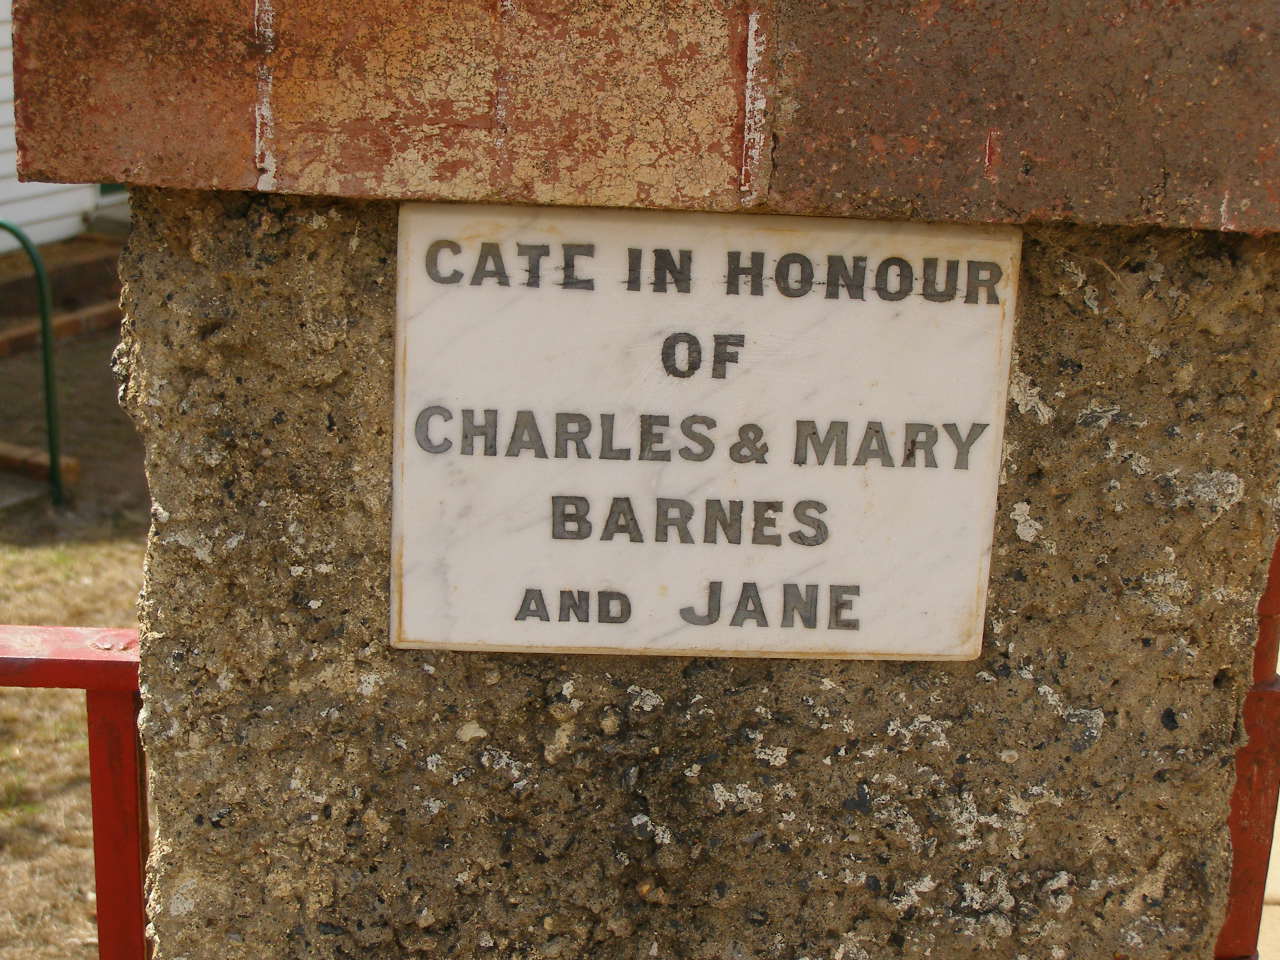 CATE IN HONOUR
OF
CHARLES & MARY
BARNES
AND JANE